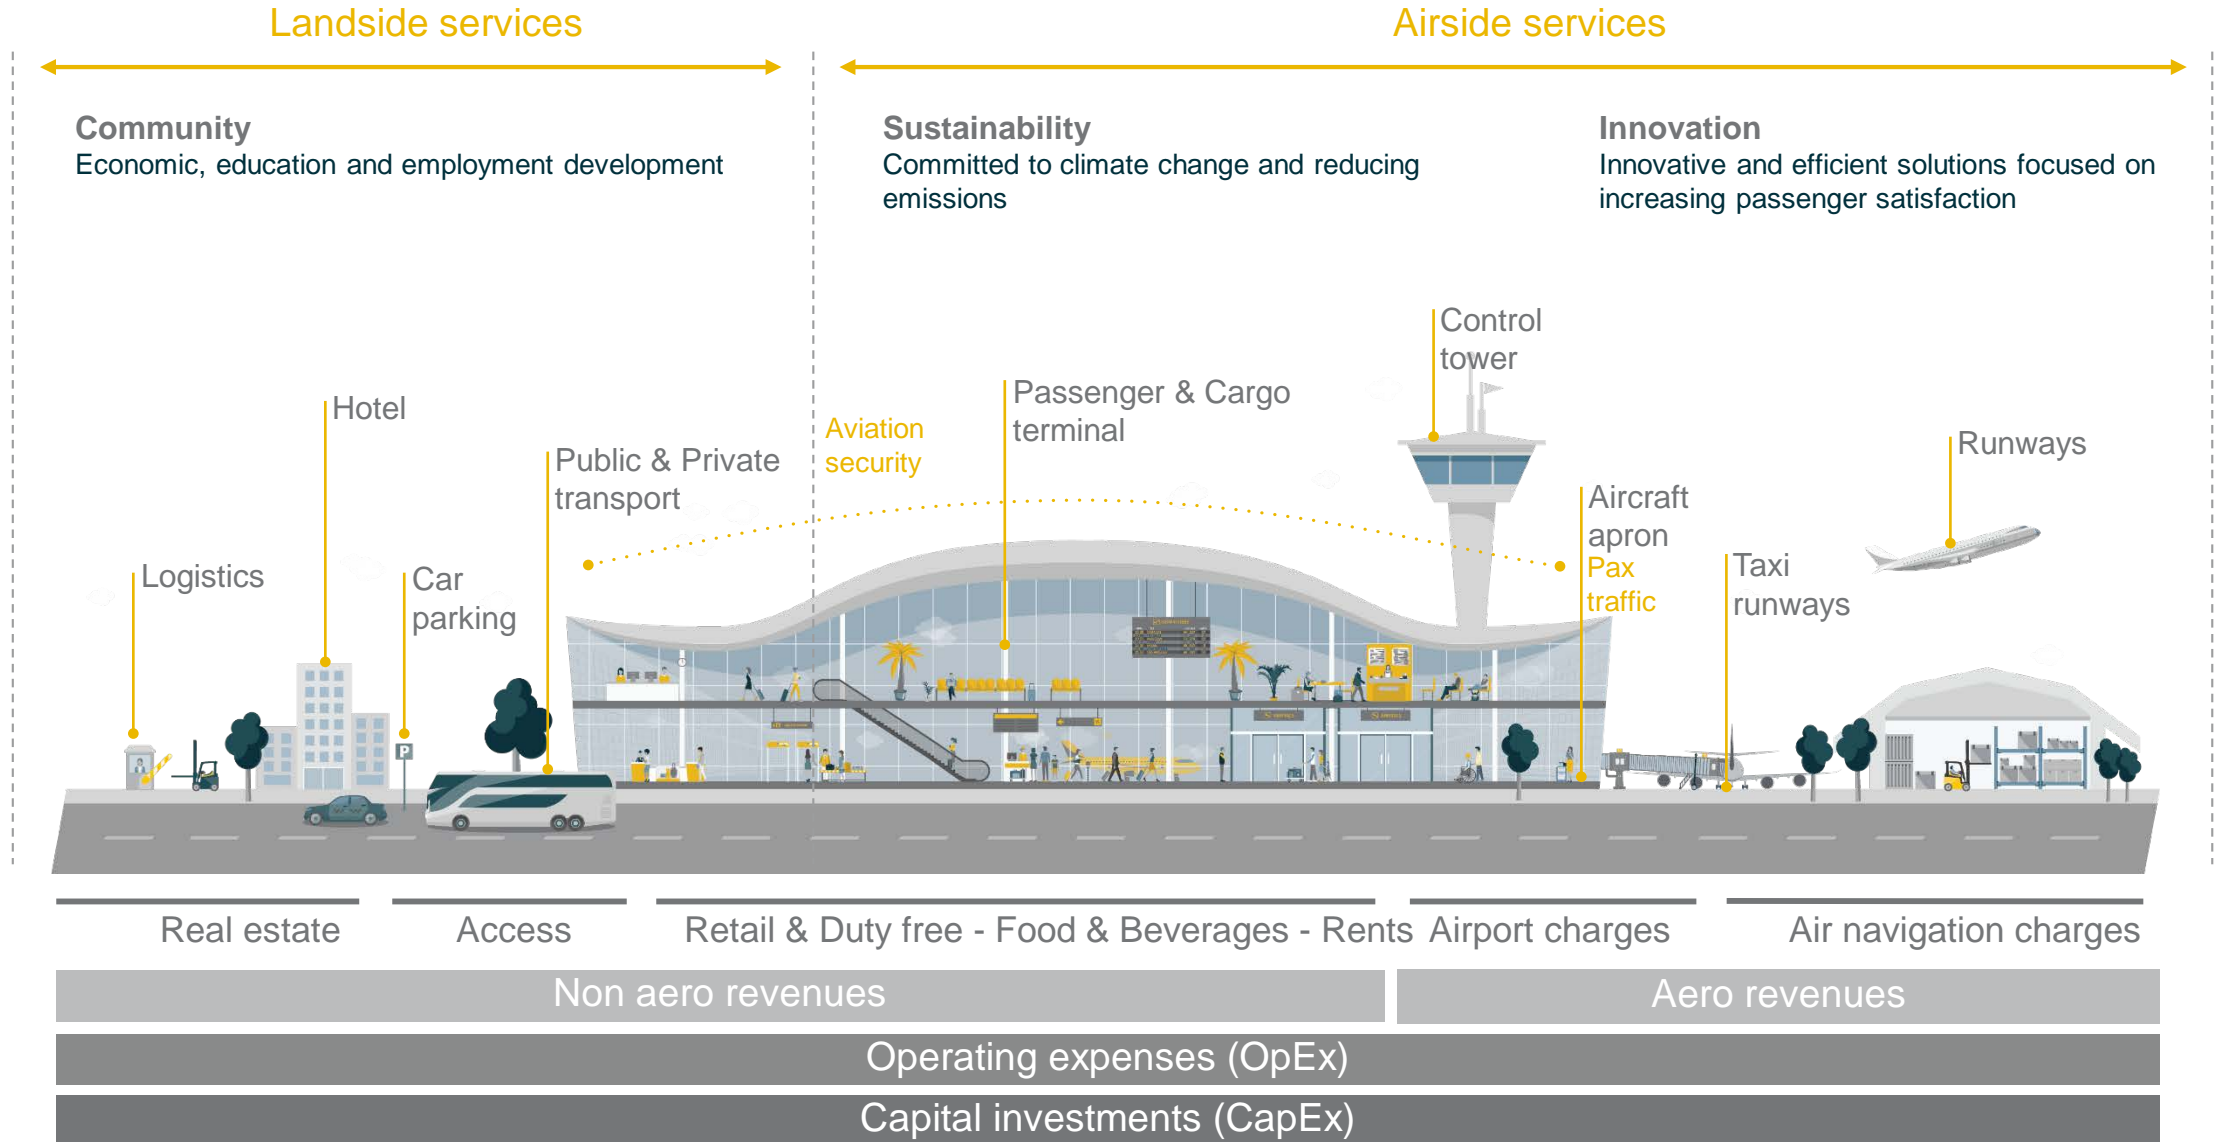 Landside services
Airside services
Community
Economic, education and employment development
Sustainability
Committed to climate change and reducing
emissions
Innovation
Innovative and efficient solutions focused on
increasing passenger satisfaction
Control
tower
Passenger & Cargo
terminal
Hotel
Aviation
security
Public & Private
transport
Runways
Aircraft
apron
Pax
traffic
Logistics
Car
parking
Taxi
runways
P
Real estate
Access
Retail & Duty free - Food & Beverages - Rents
Airport charges
Air navigation charges
Non aero revenues
Aero revenues
Operating expenses (OpEx)
Capital investments (CapEx)